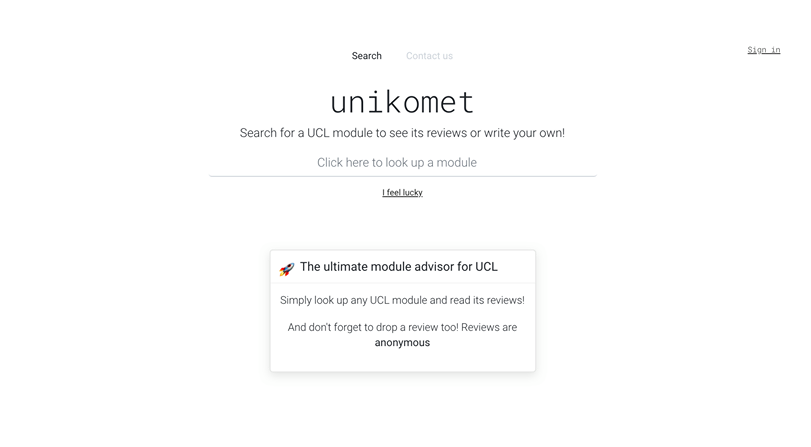 Search Contact us
Sign in
unikomet
Search for a UCL module to see its reviews or write your own!
Click here to look up a module
I feel lucky
🚀 The ultimate module advisor for UCL
Simply look up any UCL module and read its reviews!
And don't forget to drop a review too! Reviews are
anonymous